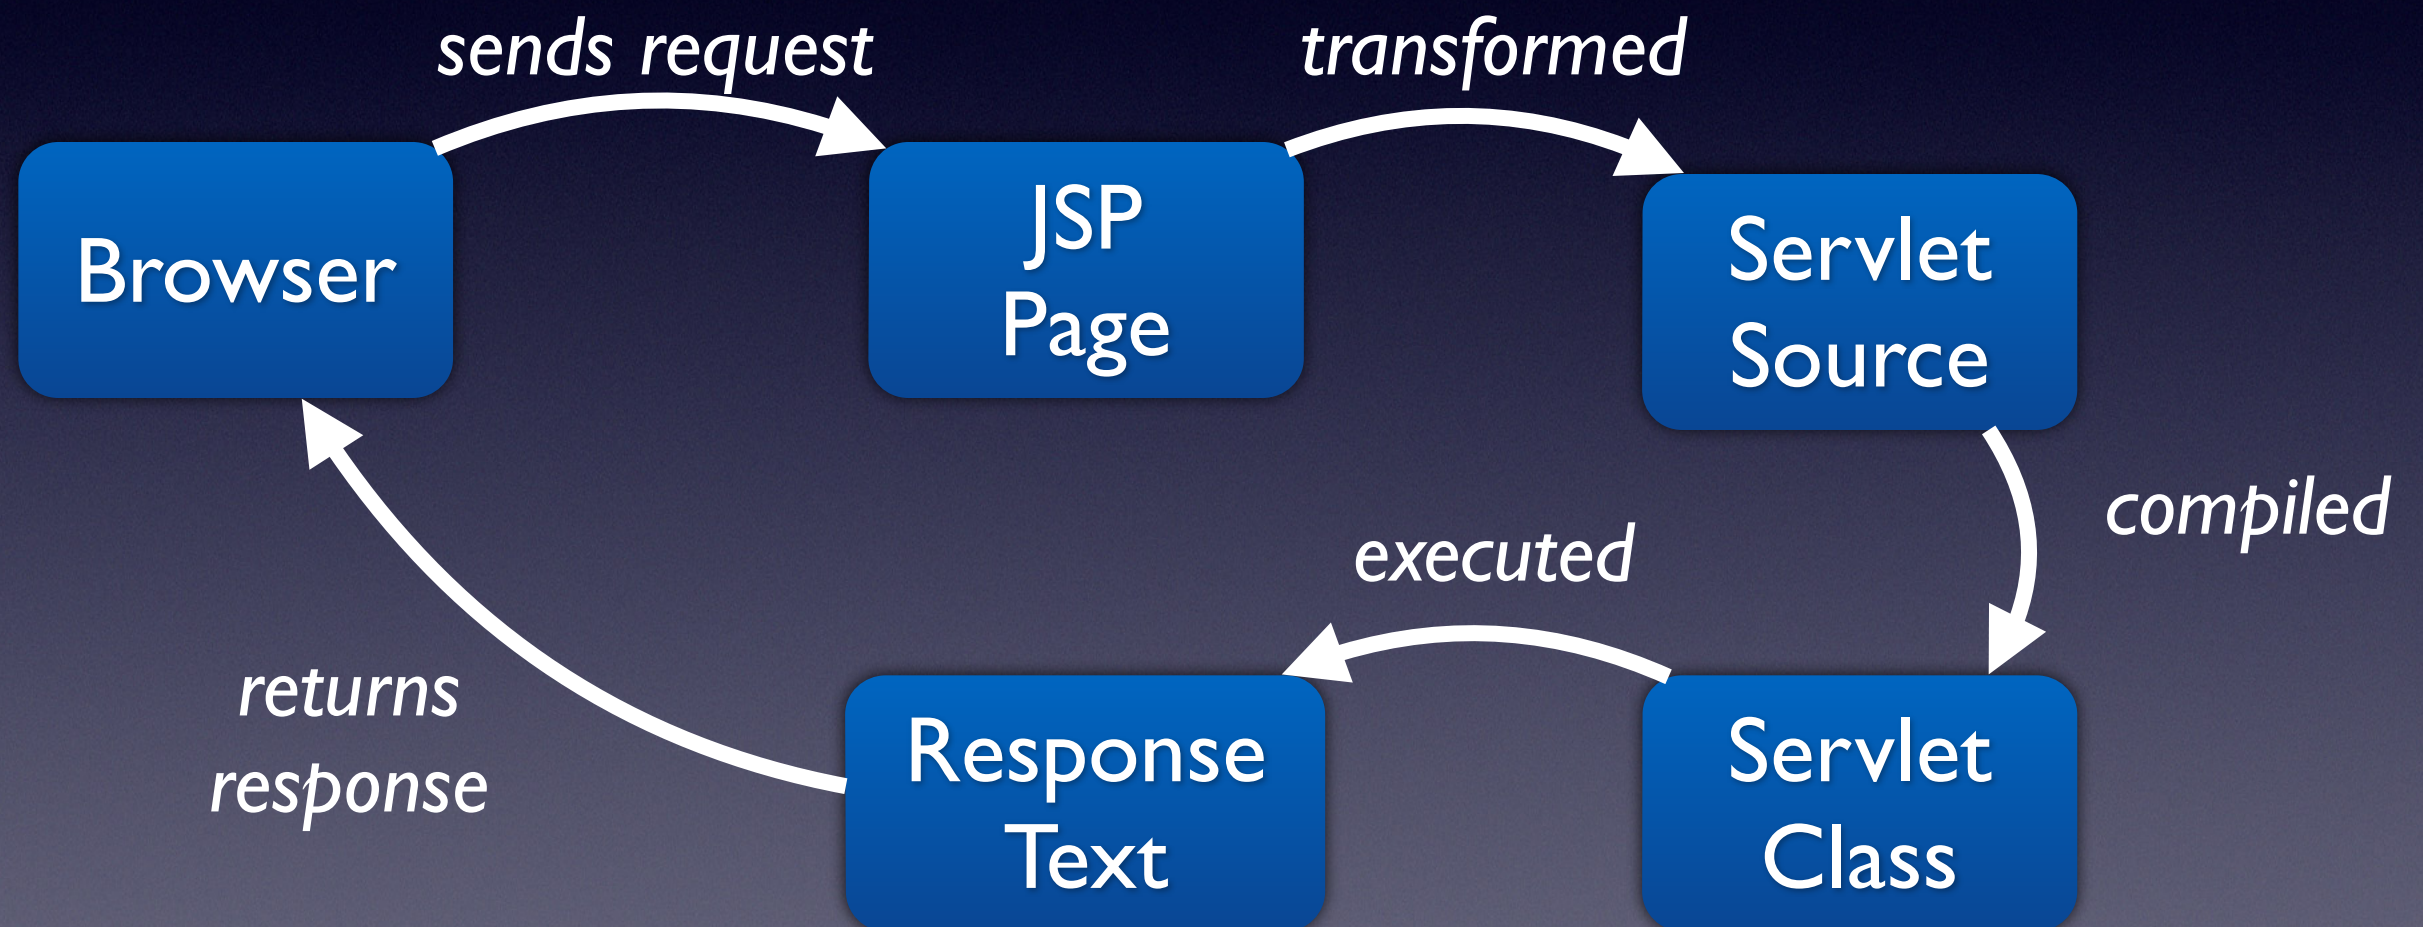 sends request
transformed
Browser
JSP
Page
Servlet
Source
compiled
executed
returns
response
Response
Text
Servlet
Class